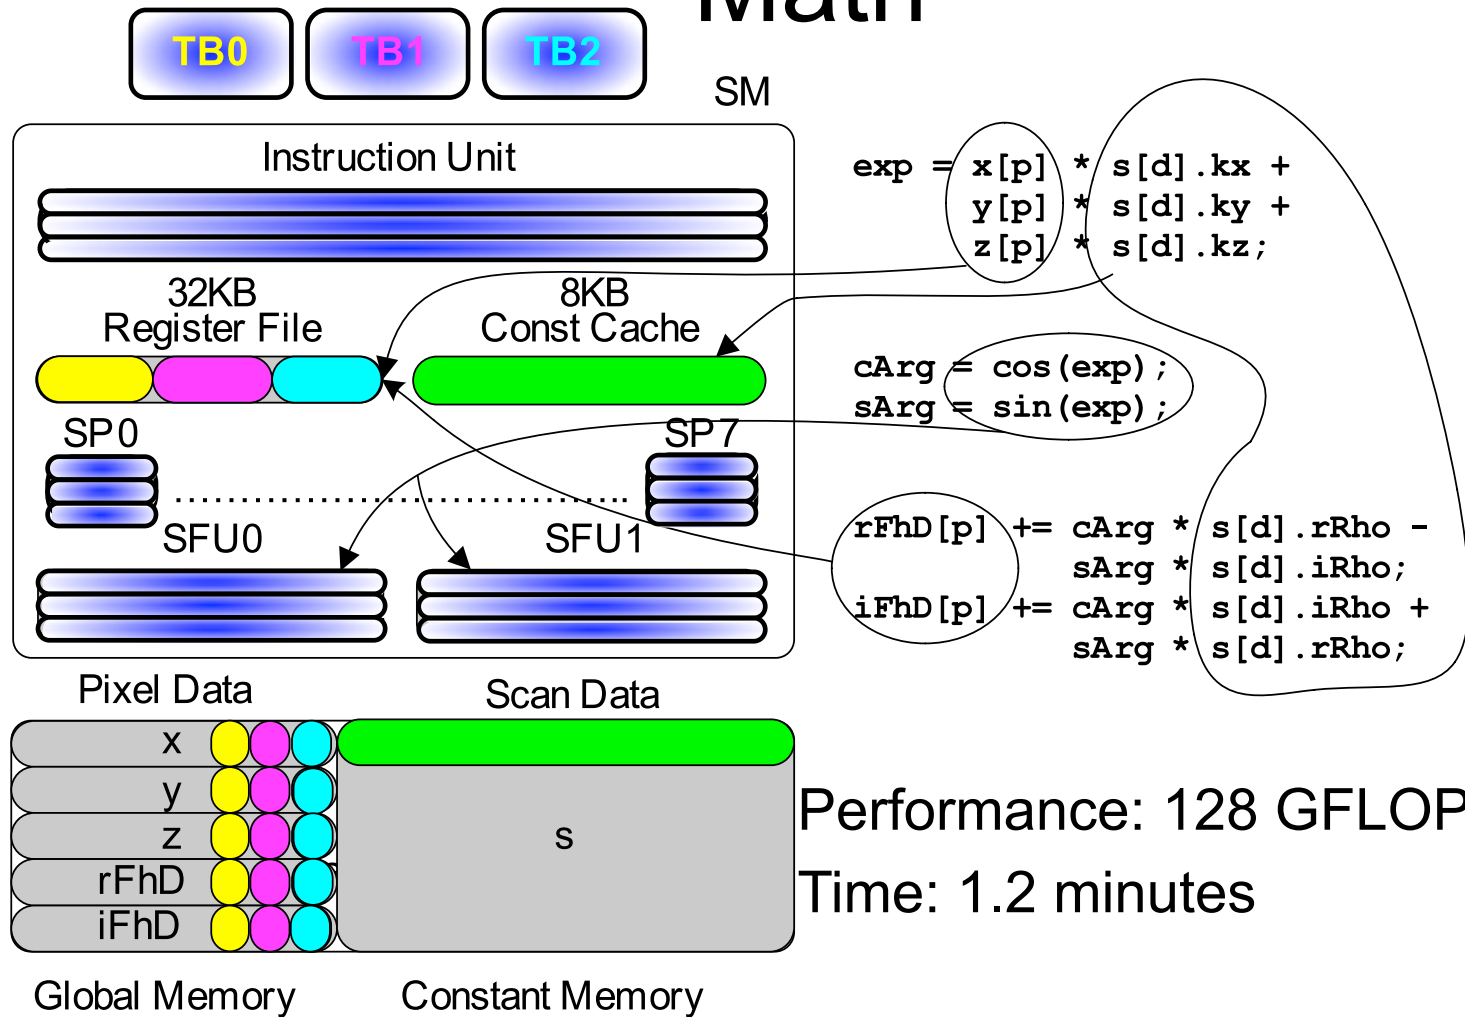 Math
TB0 TB1 TB2
SM
Instruction Unit
32KB
Register File
8KB
Const Cache
SP0
SP7
SFU0
SFU1
exp = x[p] * s[d].kx +
y[p] * s[d].ky +
z[p] * s[d].kz;
cArg = cos(exp);
sArg = sin(exp);
rFhD[p] += cArg * s[d].rRho -
sArg * s[d].iRho;
iFhD[p] += cArg * s[d].iRho +
sArg * s[d].rRho;
Pixel Data
Scan Data
x
y
z
rFhD
iFhD
s
Global Memory
Constant Memory
Performance: 128 GFLOP
Time: 1.2 minutes